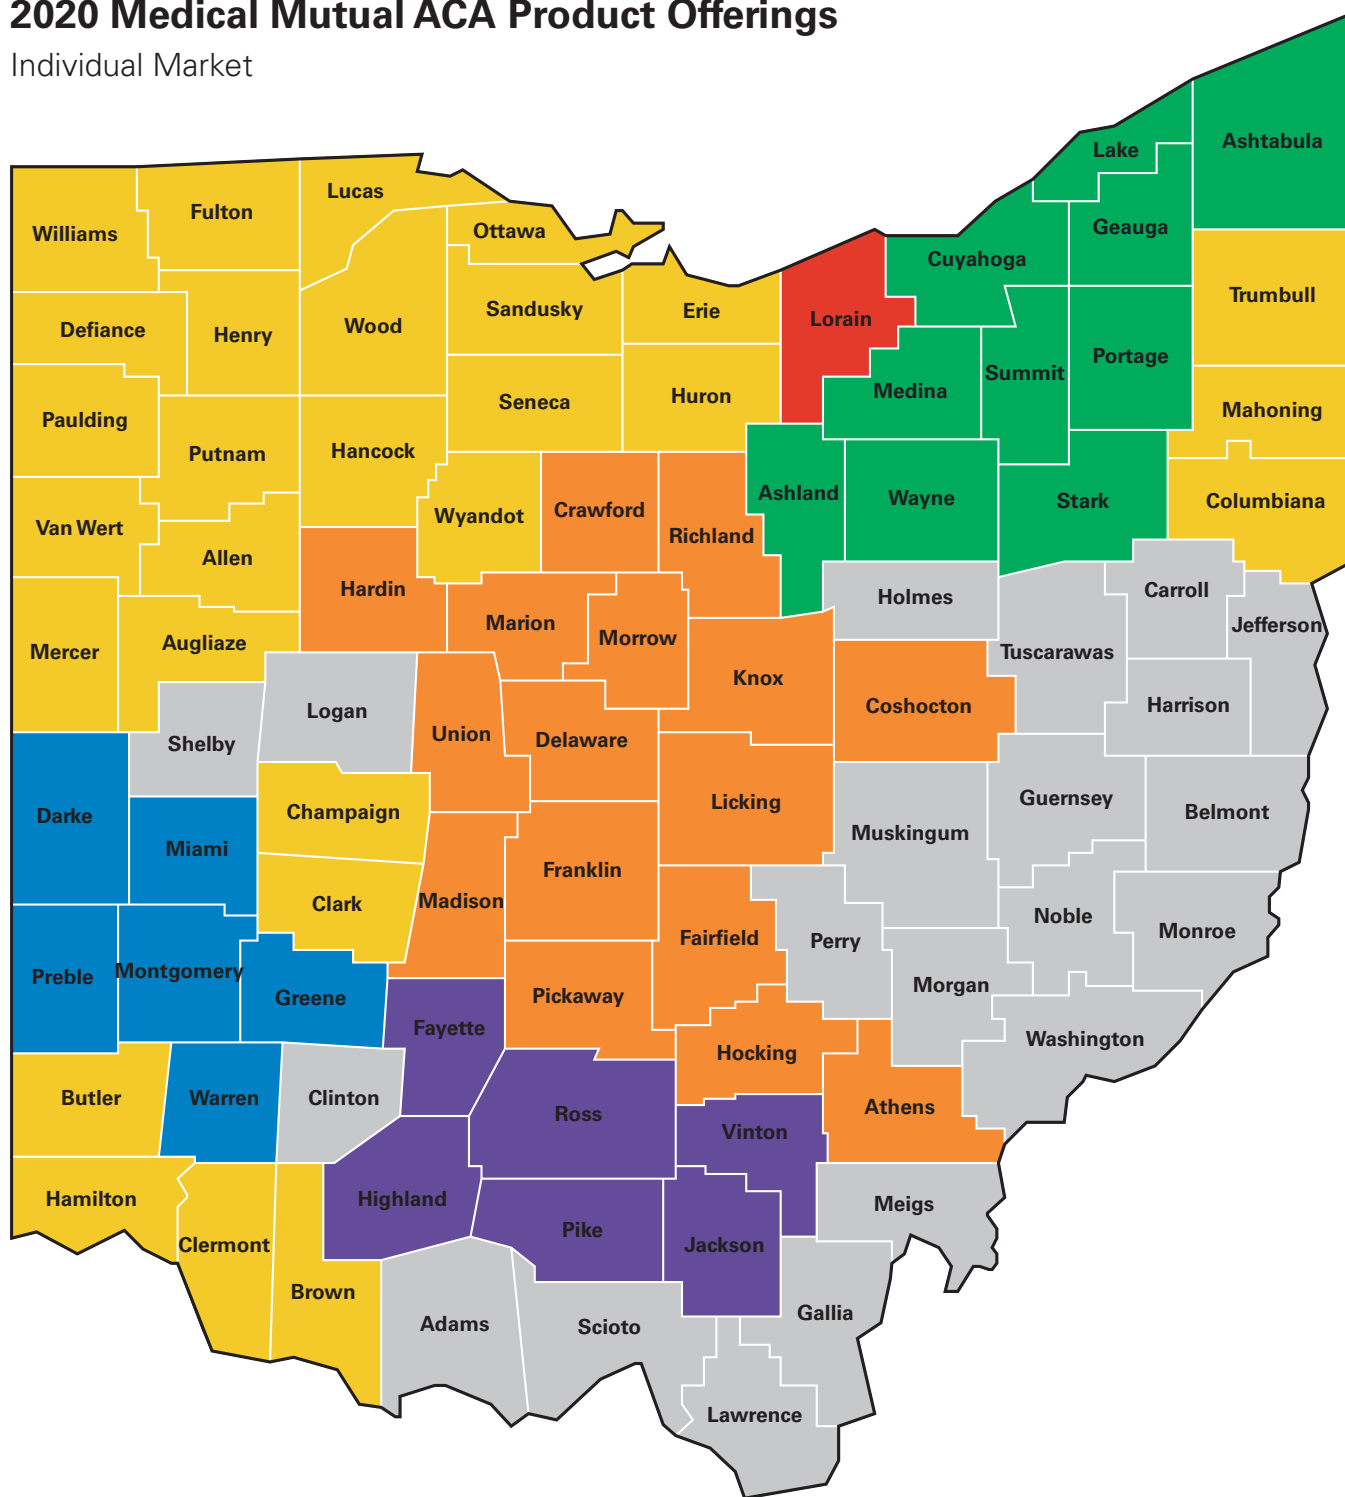 2020 Medical Mutual ACA Product Offerings
Individual Market
Ashtabula
Lake
Lucas
Fulton
Geauga
Williams
Ottawa
Cuyahoga
Trumbull
Sandusky
Erie
Lorain
Wood
Defiance
Henry
Portage
Summit
Medina
Huron
Seneca
Mahoning
Paulding
Hancock
Putnam
Ashland
Wayne
Stark
Columbiana
Crawford
Wyandot
Van Wert
Richland
Allen
Hardin
Carroll
Holmes
Marion
Jefferson
Morrow
Augliaze
Mercer
Tuscarawas
Knox
Harrison
Coshocton
Logan
Union
Delaware
Shelby
Guernsey
Licking
Champaign
Belmont
Darke
Muskingum
Miami
Franklin
Clark
Madison
Noble
Monroe
Fairfield
Perry
Montgomery
Preble
Morgan
Pickaway
Greene
Fayette
Washington
Hocking
Butler
Warren
Clinton
Athens
Ross
Vinton
Hamilton
Highland
Meigs
Pike
Clermont
Jackson
Brown
Gallia
Adams
Scioto
Lawrence